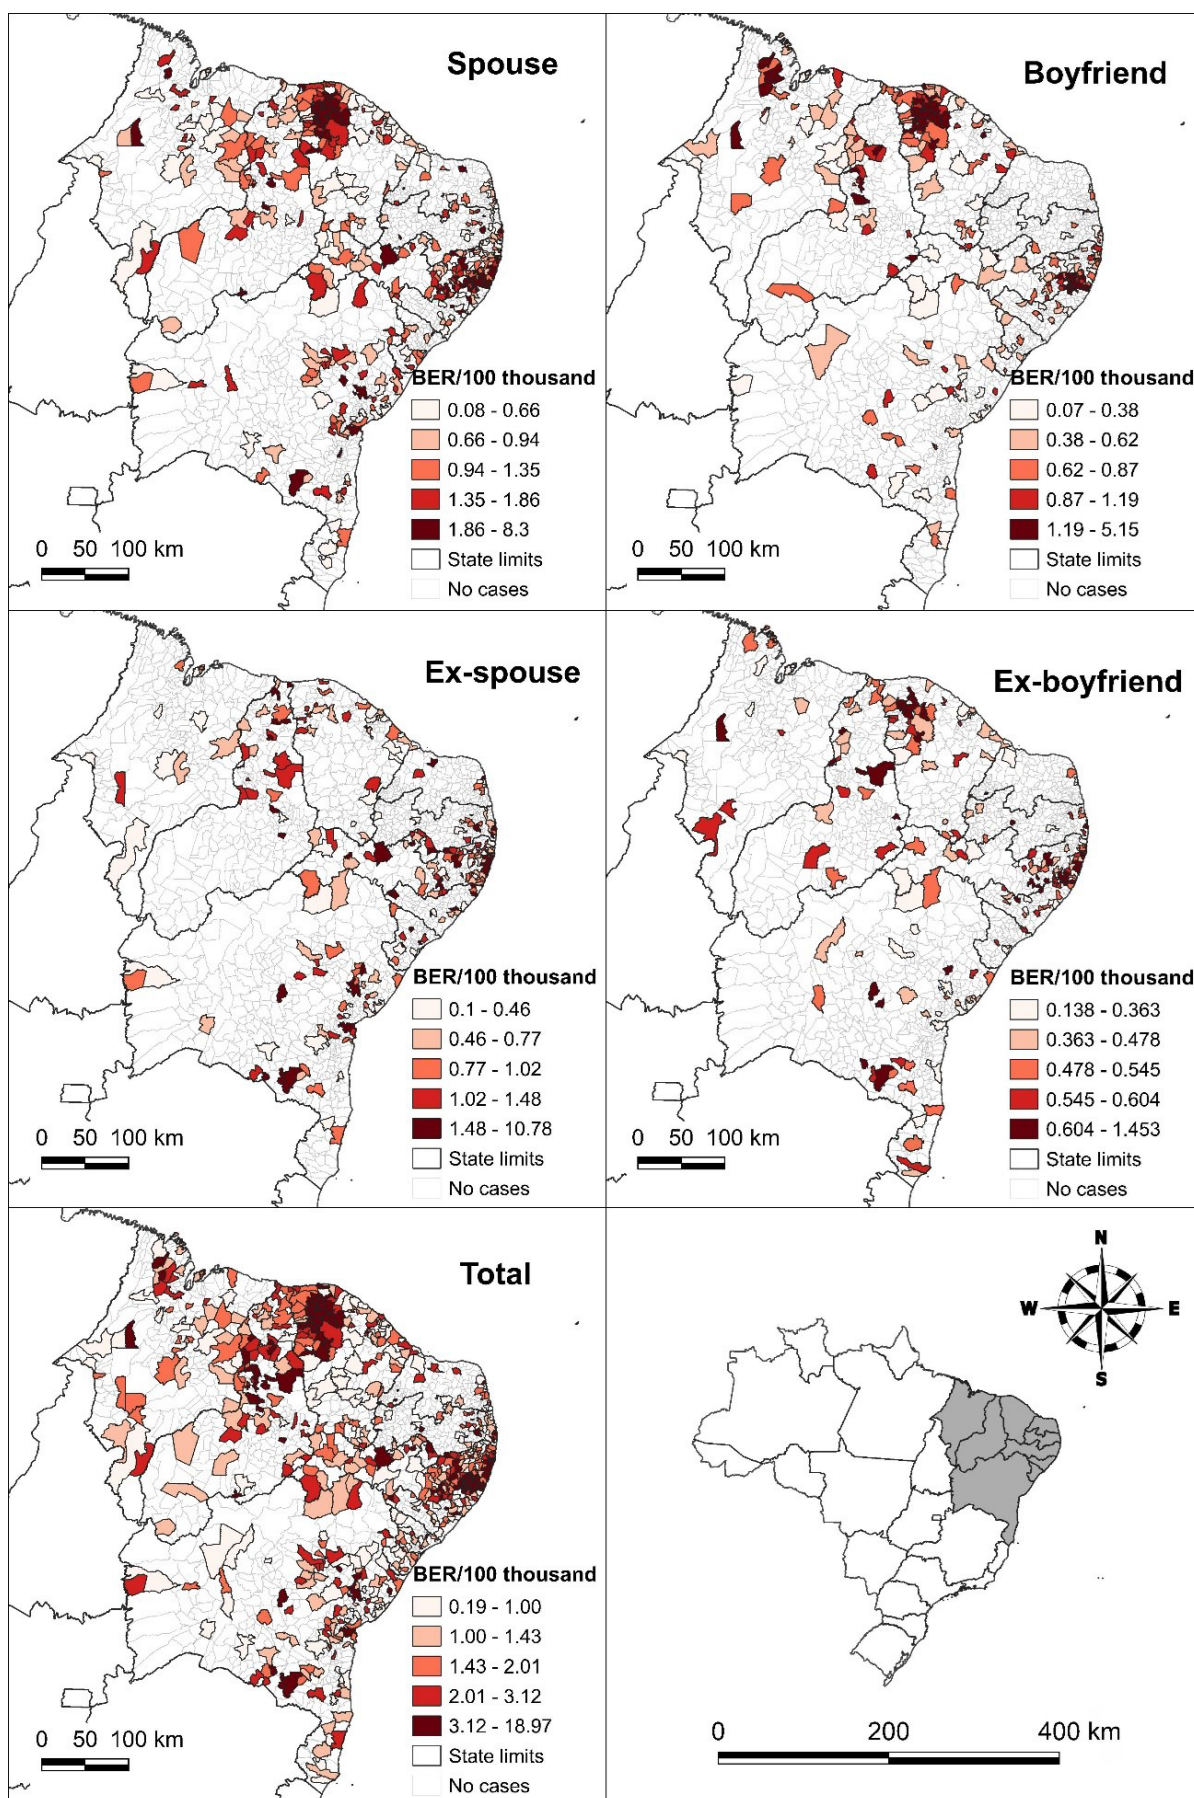 Spouse
BER/100 thousand
0.08 - 0.66
0.66 - 0.94
0.94 - 1.35
1.35 - 1.86
1.86 - 8.3
State limits
No cases
0 50 100 km
Boyfriend
BER/100 thousand
0.07 - 0.38
0.38 - 0.62
0.62 - 0.87
0.87 - 1.19
1.19 - 5.15
State limits
No cases
0 50 100 km
Ex-spouse
BER/100 thousand
0.1 - 0.46
0.46 - 0.77
0.77 - 1.02
1.02 - 1.48
1.48 - 10.78
State limits
No cases
0 50 100 km
Ex-boyfriend
BER/100 thousand
0.138 - 0.363
0.363 - 0.478
0.478 - 0.545
0.545 - 0.604
0.604 - 1.453
State limits
No cases
0 50 100 km
Total
BER/100 thousand
0.19 - 1.00
1.00 - 1.43
1.43 - 2.01
2.01 - 3.12
3.12 - 18.97
State limits
No cases
0 50 100 km
N
W E
S
0 200 400 km